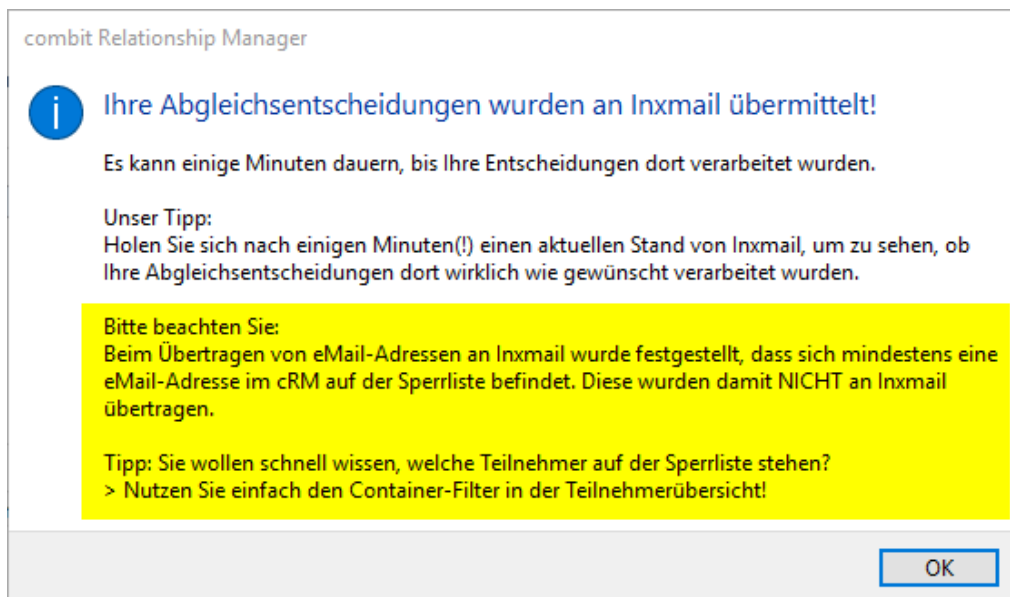 combit Relationship Manager
Ihre Abgleichsentscheidungen wurden an Inxmail übermittelt!
Es kann einige Minuten dauern, bis Ihre Entscheidungen dort verarbeitet wurden.
Unser Tipp:
Holen Sie sich nach einigen Minuten(!) einen aktuellen Stand von Inxmail, um zu sehen, ob
Ihre Abgleichsentscheidungen dort wirklich wie gewünscht verarbeitet wurden.
Bitte beachten Sie:
Beim Übertragen von eMail-Adressen an Inxmail wurde festgestellt, dass sich mindestens eine
eMail-Adresse im cRM auf der Sperrliste befindet. Diese wurden damit NICHT an Inxmail
übertragen.
Tipp: Sie wollen schnell wissen, welche Teilnehmer auf der Sperrliste stehen?
> Nutzen Sie einfach den Container-Filter in der Teilnehmerübersicht!
OK